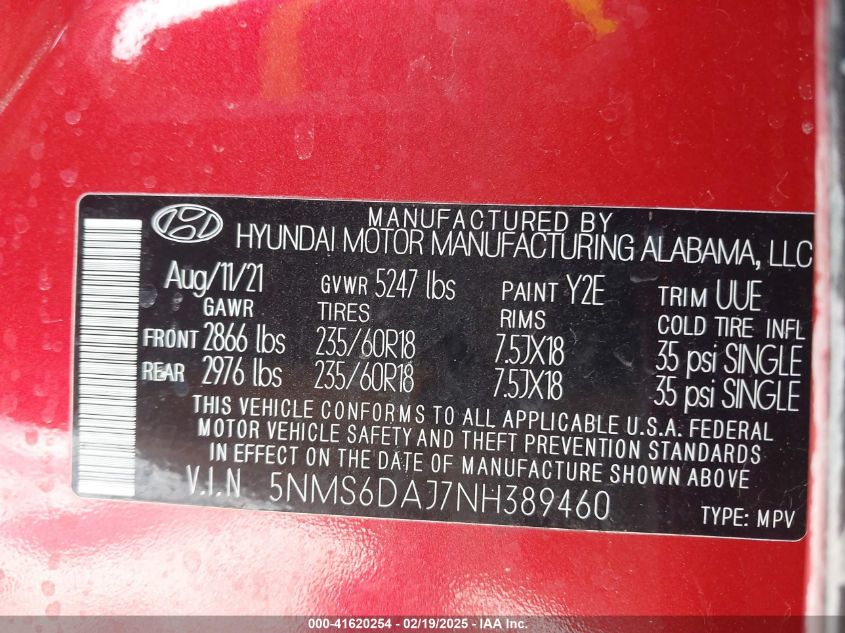 MANUFACTURED BY
HYUNDAI MOTOR MANUFACTURING ALABAMA, LLC
Aug/11/21 GVWR 5247 lbs PAINT Y2E TRIM UUE
GAWR TIRES RIMS COLD TIRE INFL
FRONT 2866 lbs 235/60R18 7.5JX18 35 psi SINGLE
REAR 2976 lbs 235/60R18 7.5JX18 35 psi SINGLE
THIS VEHICLE CONFORMS TO ALL APPLICABLE U.S.A. FEDERAL
MOTOR VEHICLE SAFETY AND THEFT PREVENTION STANDARDS
IN EFFECT ON THE DATE OF MANUFACTURE SHOWN ABOVE.
V.I.N 5NMS6DAJ7NH389460
TYPE: MPV
000-41620254 - 02/19/2025 - IAA Inc.